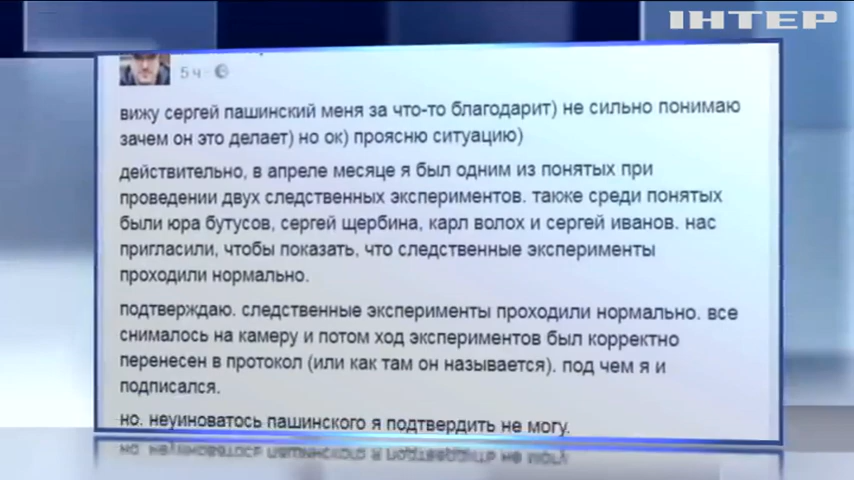 ІНТЕР
5 ч
вижу сергей пашинский меня за что-то благодарит) не сильно понимаю
зачем он это делает) но ок) проясню ситуацию)
действительно, в апреле месяце я был одним из понятых при
проведении двух следственных экспериментов. также среди понятых
были юра бутусов, сергей щербина, карл волох и сергей иванов. нас
пригласили, чтобы показать, что следственные эксперименты
проходили нормально.
подтверждаю. следственные эксперименты проходили нормально. все
снималось на камеру и потом ход экспериментов был корректно
перенесен в протокол (или как там он называется). под чем я и
подписался.
но. неуиноватось пашинского я подтвердить не могу.